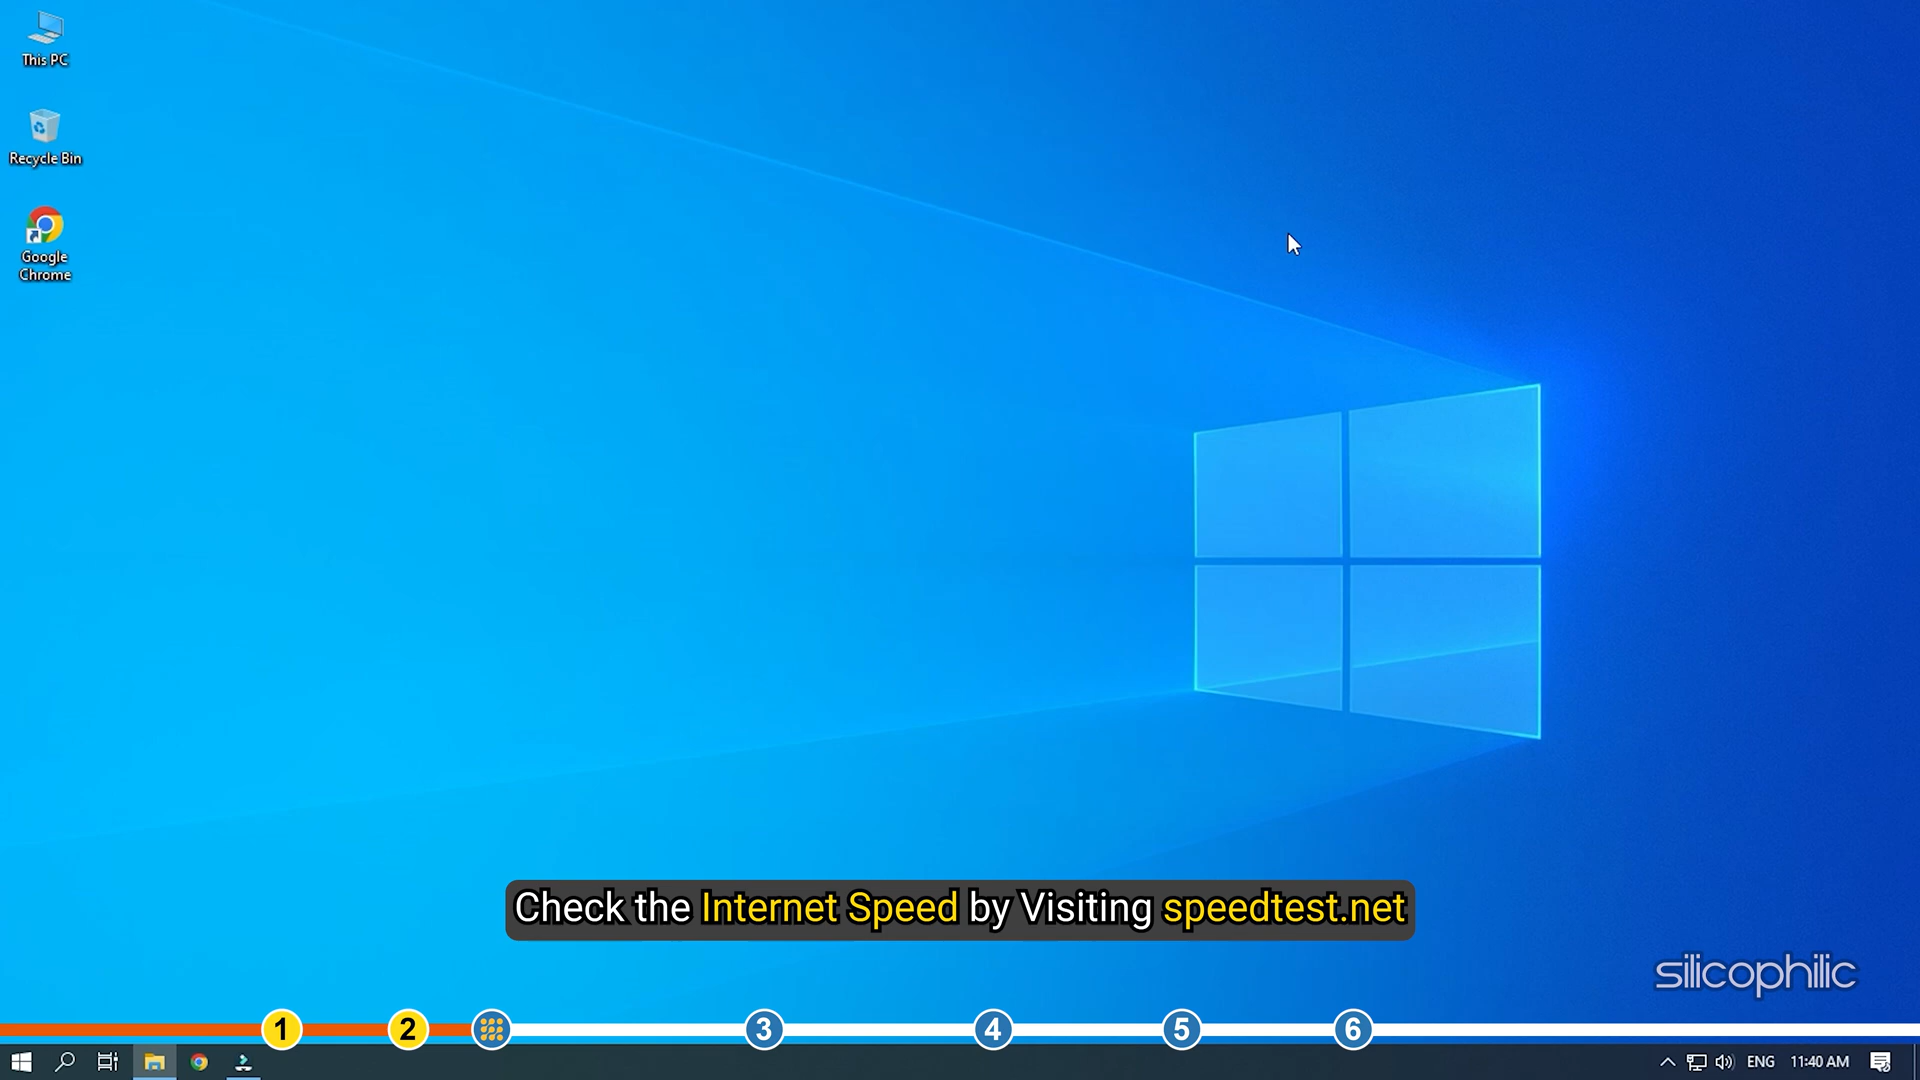 This PC
Recycle Bin
Google
Chrome
Check the Internet Speed by Visiting speedtest.net
silicophilic
1 2 3 4 5 6
ENG 11:40 AM